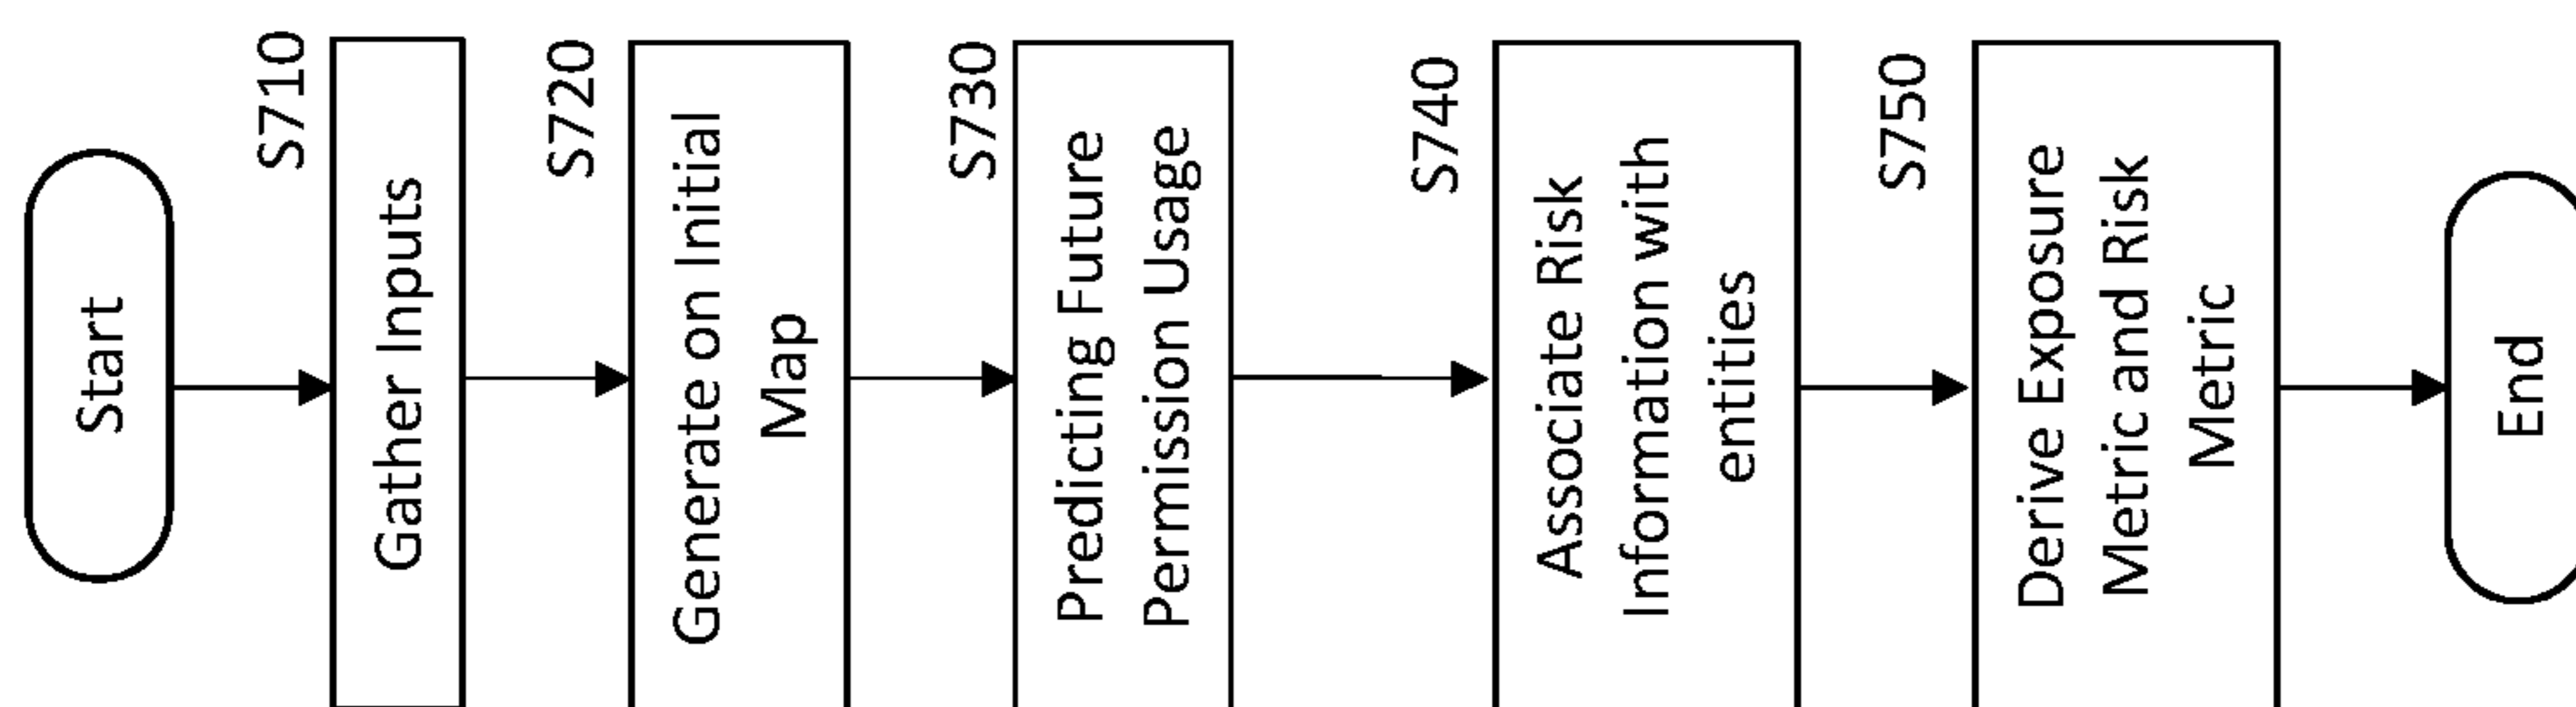 Start
S710
Gather Inputs
S720
Generate on Initial
Map
S730
Predicting Future
Permission Usage
S740
Associate Risk
Information with
entities
S750
Derive Exposure
Metric and Risk
Metric
End